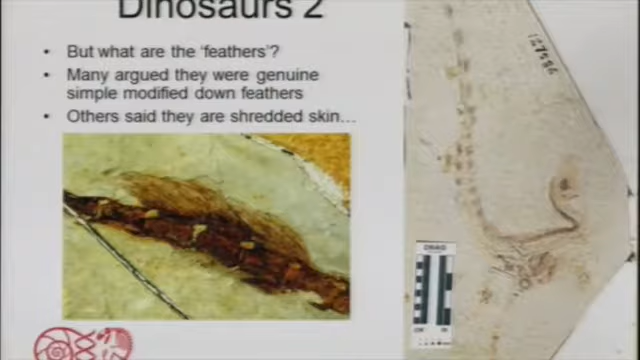 Dinosaurs 2
• But what are the 'feathers'?
• Many argued they were genuine
simple modified down feathers
• Others said they are shredded skin…